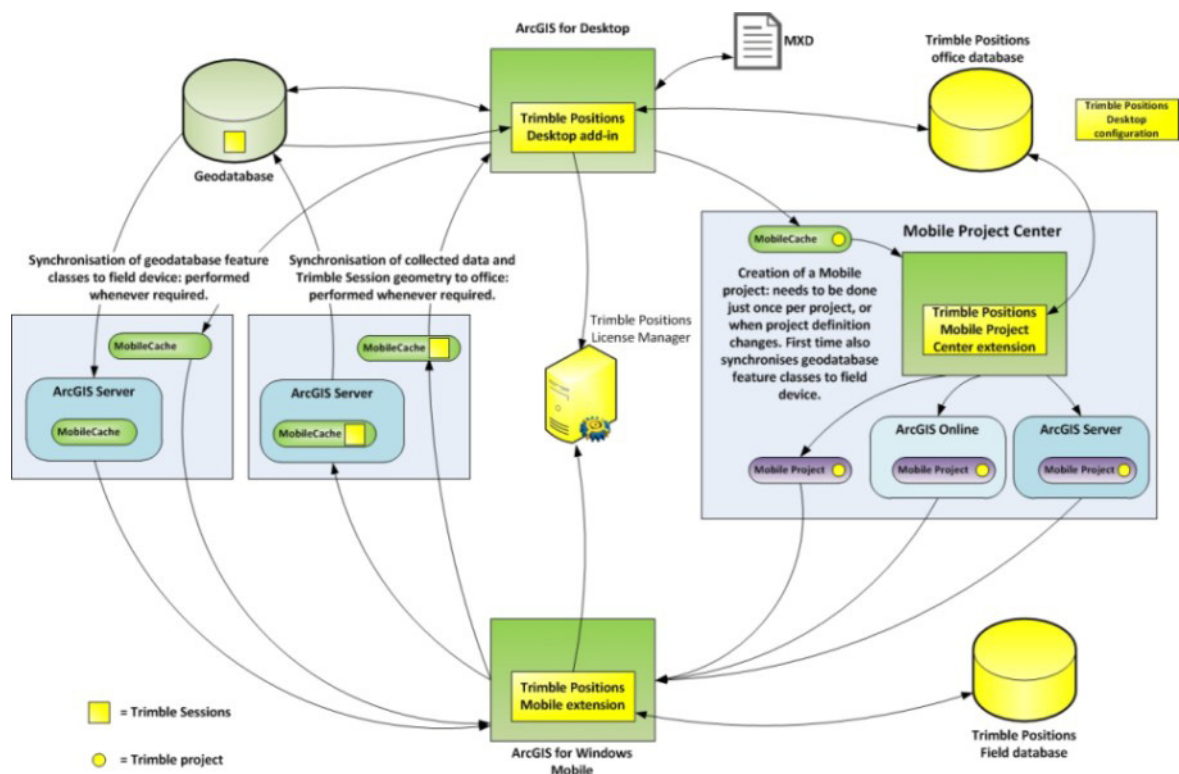 ArcGIS for Desktop
MXD
Trimble Positions
office database
Trimble Positions
Desktop add-in
Trimble Positions
Desktop
configuration
Geodatabase
Synchronisation of geodatabase feature
classes to field device: performed
whenever required.
Synchronisation of collected data and
Trimble Session geometry to office:
performed whenever required.
MobileCache
ArcGIS Server
MobileCache
MobileCache
ArcGIS Server
MobileCache
Trimble Positions
License Manager
Mobile Project Center
MobileCache
Creation of a Mobile
project: needs to be done
just once per project, or
when project definition
changes. First time also
synchronises geodatabase
feature classes to field
device.
Trimble Positions
Mobile Project
Center extension
Mobile Project
ArcGIS Online
Mobile Project
ArcGIS Server
Mobile Project
Trimble Positions
Mobile extension
ArcGIS for Windows
Mobile
Trimble Positions
Field database
= Trimble Sessions
= Trimble project